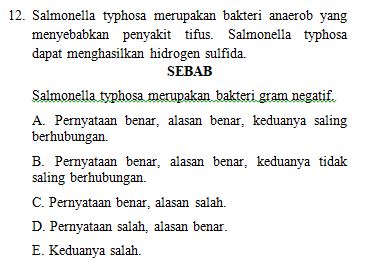 12. Salmonella typhosa merupakan bakteri anaerob yang
menyebabkan penyakit tifus. Salmonella typhosa
dapat menghasilkan hidrogen sulfida.
SEBAB
Salmonella typhosa merupakan bakteri gram negatif.
A. Pernyataan benar, alasan benar, keduanya saling
berhubungan.
B. Pernyataan benar, alasan benar, keduanya tidak
saling berhubungan.
C. Pernyataan benar, alasan salah.
D. Pernyataan salah, alasan benar.
E. Keduanya salah.